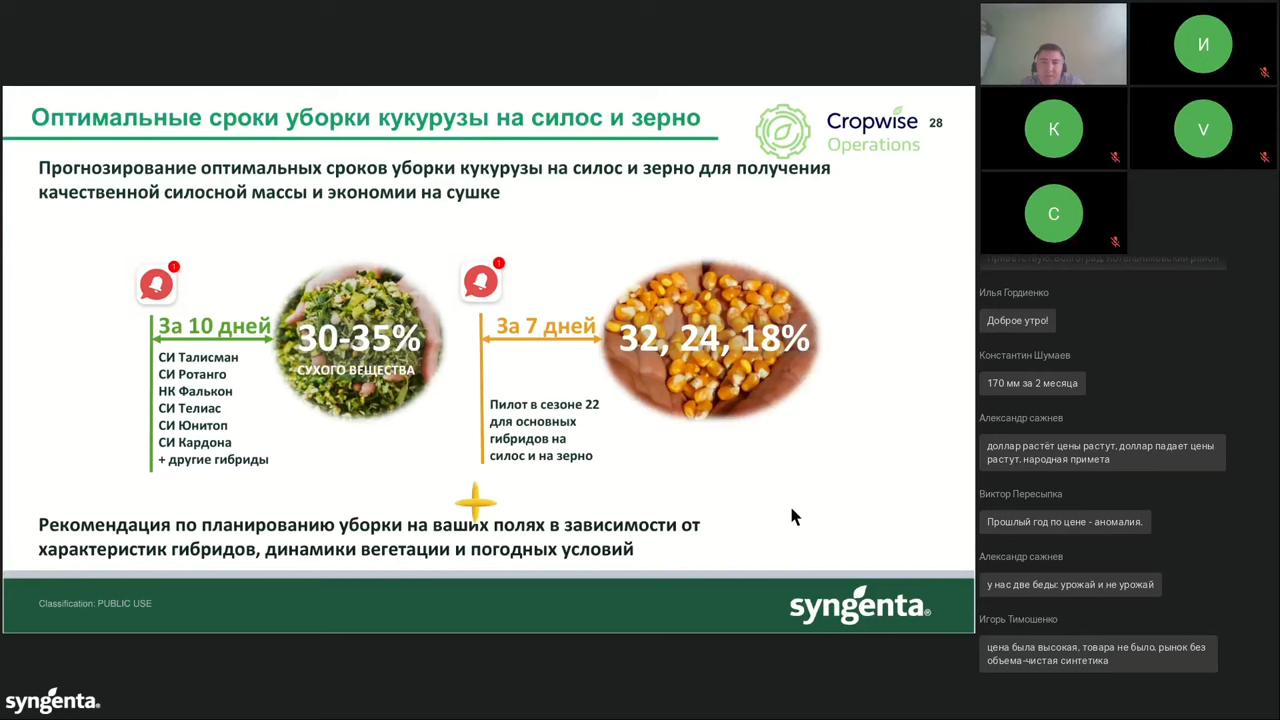 Оптимальные сроки уборки кукурузы на силос и зерно
Cropwise
Operations
28
Прогнозирование оптимальных сроков уборки кукурузы на силос и зерно для получения
качественной силосной массы и экономии на сушке
1
За 10 дней
СИ Талисман
СИ Ротанго
НК Фалькон
СИ Телиас
СИ Юнитоп
СИ Кардона
+ другие гибриды
30-35%
СУХОГО ВЕЩЕСТВА
1
За 7 дней
Пилот в сезоне 22
для основных
гибридов на
силос и на зерно
32, 24, 18%
Рекомендация по планированию уборки на ваших полях в зависимости от
характеристик гибридов, динамики вегетации и погодных условий
Classification: PUBLIC USE
syngenta®
syngenta®
И
К
V
С
Илья Гордиенко
Доброе утро!
Константин Шумаев
170 мм за 2 месяца
Александр сажнев
доллар растёт цены растут, доллар падает цены
растут. народная примета
Виктор Пересыпка
Прошлый год по цене - аномалия.
Александр сажнев
у нас две беды: урожай и не урожай
Игорь Тимошенко
цена была высокая, товара не было. рынок без
объема-чистая синтетика